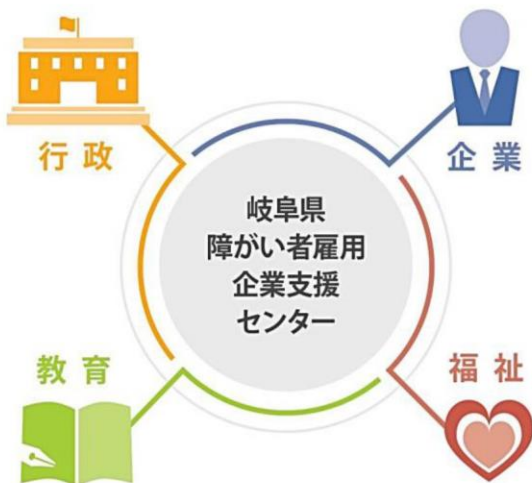 行政
企業
岐阜県
障がい者雇用
企業支援
センター
教育
福祉